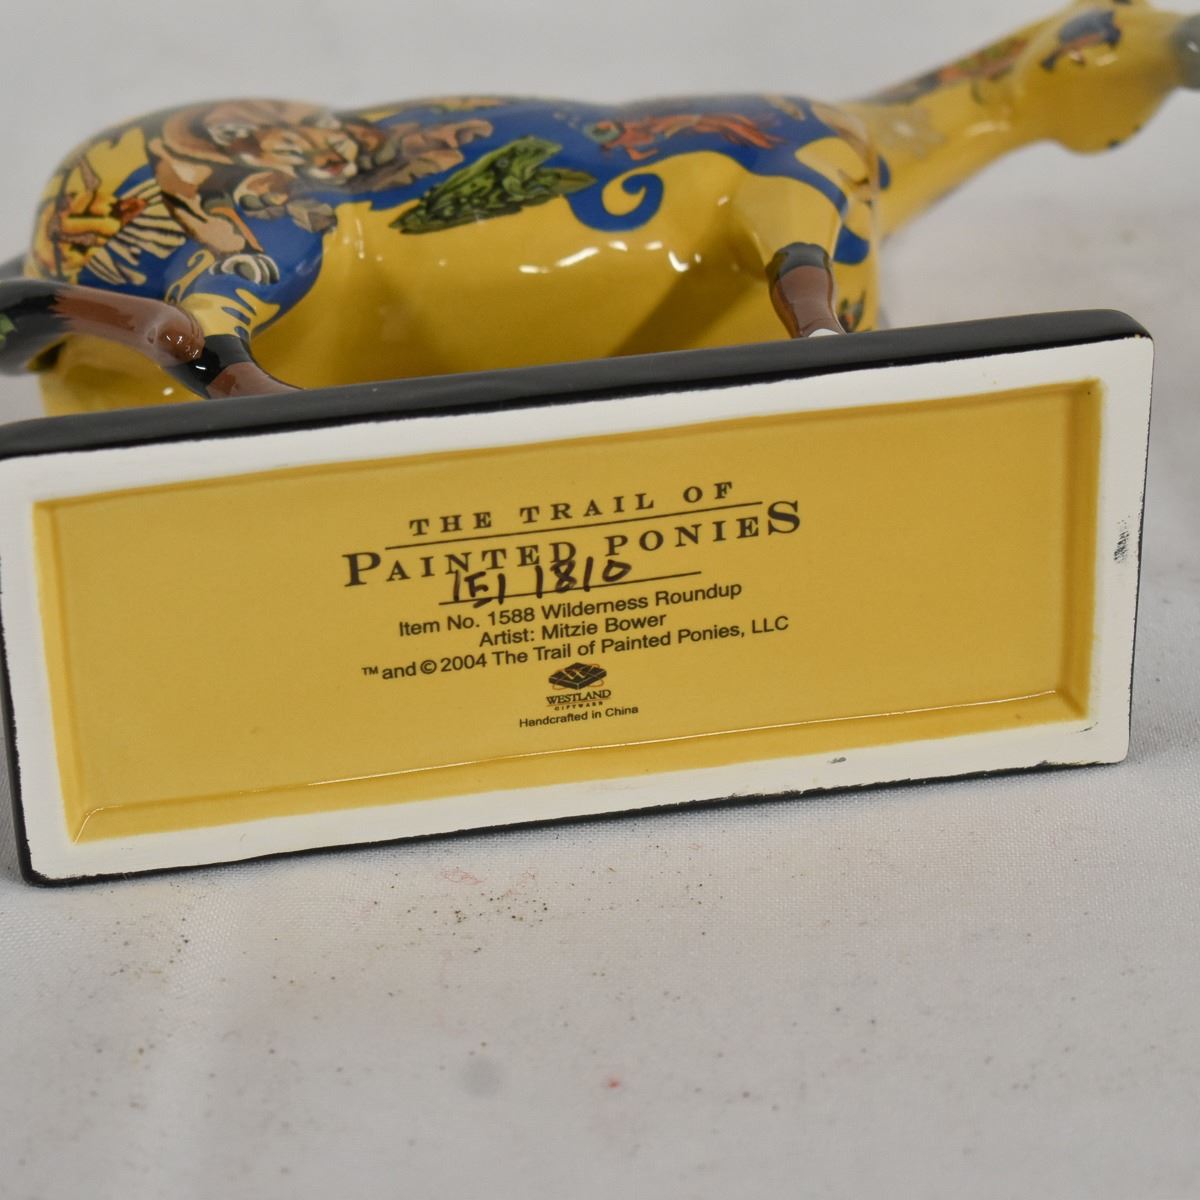 THE TRAIL OF
PAINTED PONIES
1E/ 1810
Item No. 1588 Wilderness Roundup
Artist: Mitzie Bower
™ and © 2004 The Trail of Painted Ponies, LLC
WESTLAND
GIFTWARE
Handcrafted in China